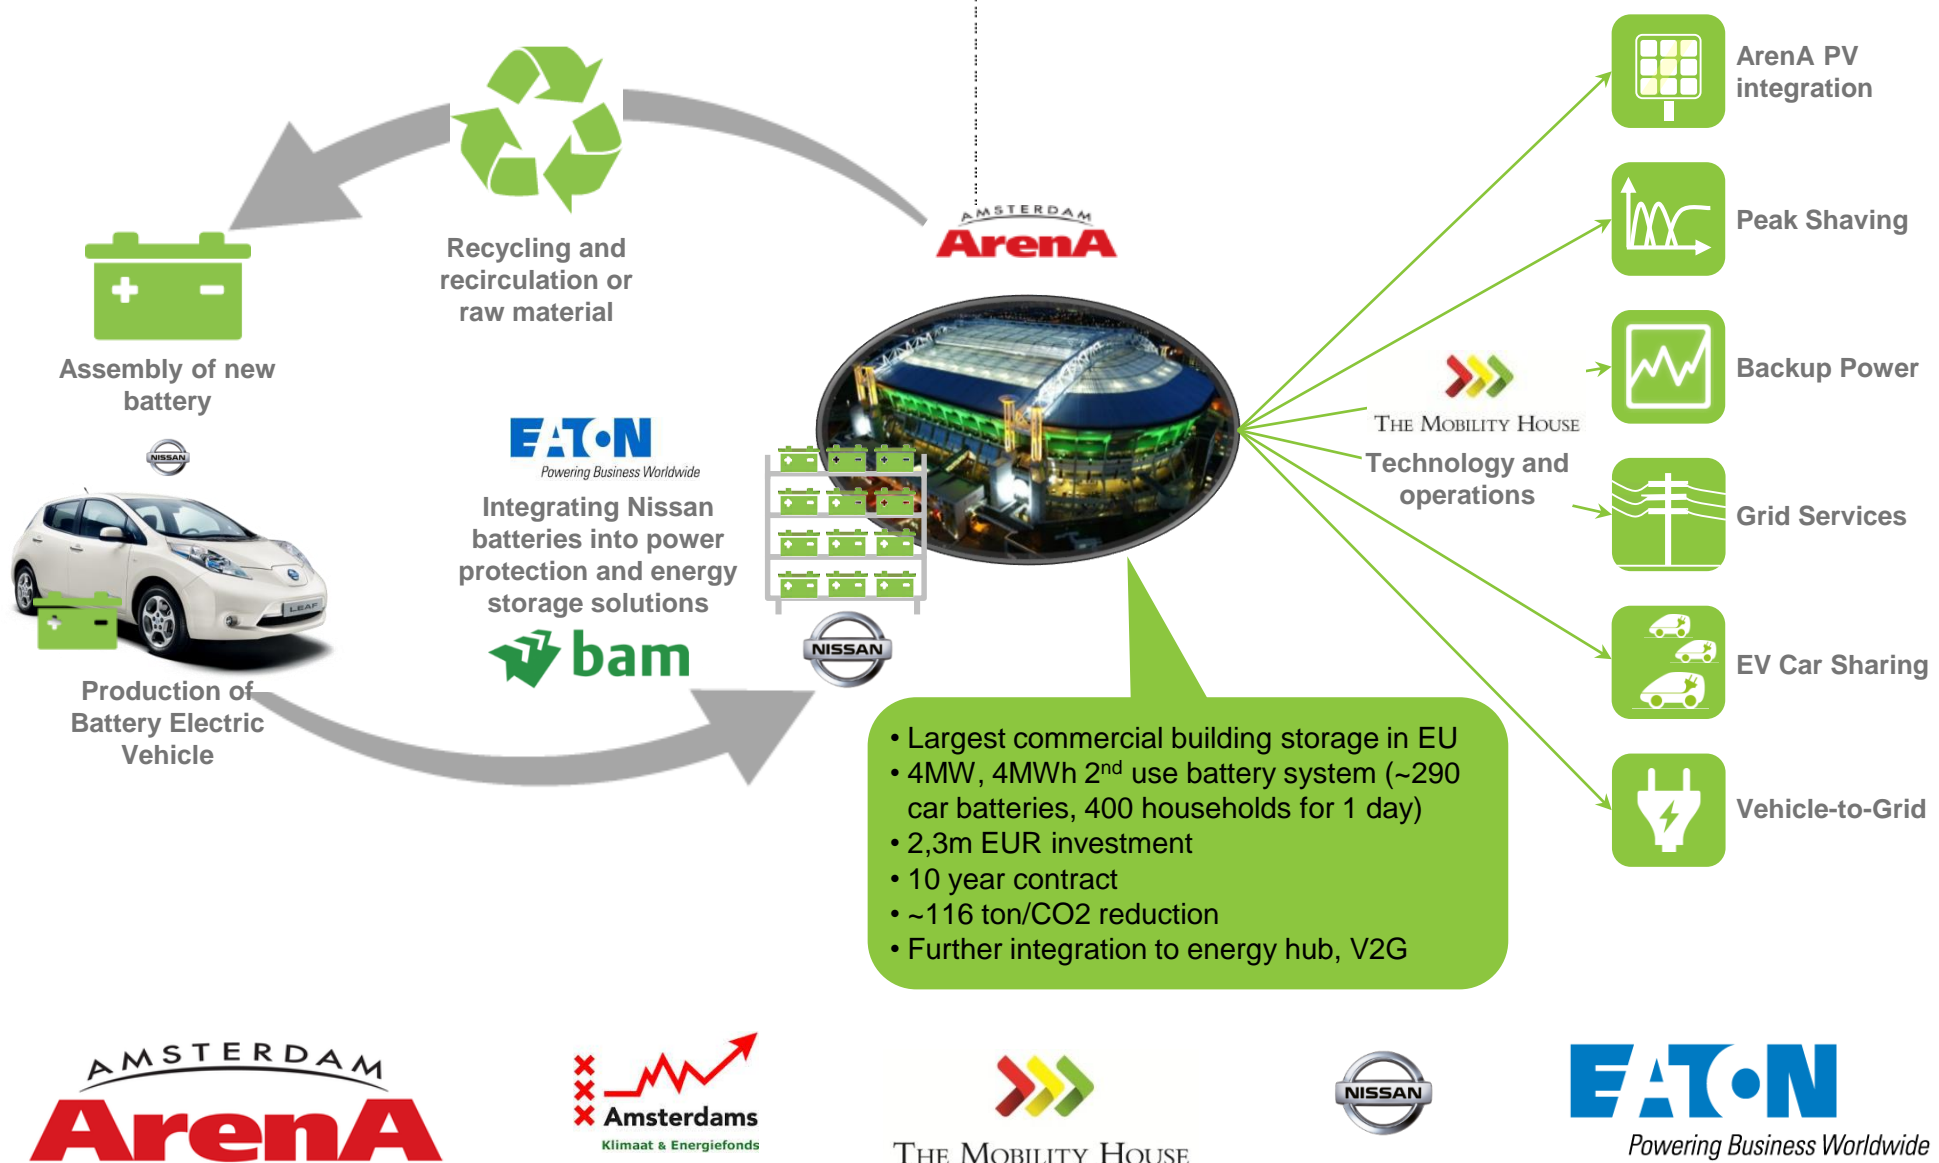 ArenA PV
integration
Peak Shaving
Backup Power
Grid Services
EV Car Sharing
Vehicle-to-Grid
AMSTERDAM
ArenA
Recycling and
recirculation or
raw material
Assembly of new
battery
NISSAN
LEAF
Production of
Battery Electric
Vehicle
EATON
Powering Business Worldwide
Integrating Nissan
batteries into power
protection and energy
storage solutions
bam
NISSAN
THE MOBILITY HOUSE
Technology and
operations
• Largest commercial building storage in EU
• 4MW, 4MWh 2nd use battery system (~290
car batteries, 400 households for 1 day)
• 2,3m EUR investment
• 10 year contract
• ~116 ton/CO2 reduction
• Further integration to energy hub, V2G
AMSTERDAM
ArenA
Amsterdams
Klimaat & Energiefonds
THE MOBILITY HOUSE
NISSAN
EATON
Powering Business Worldwide